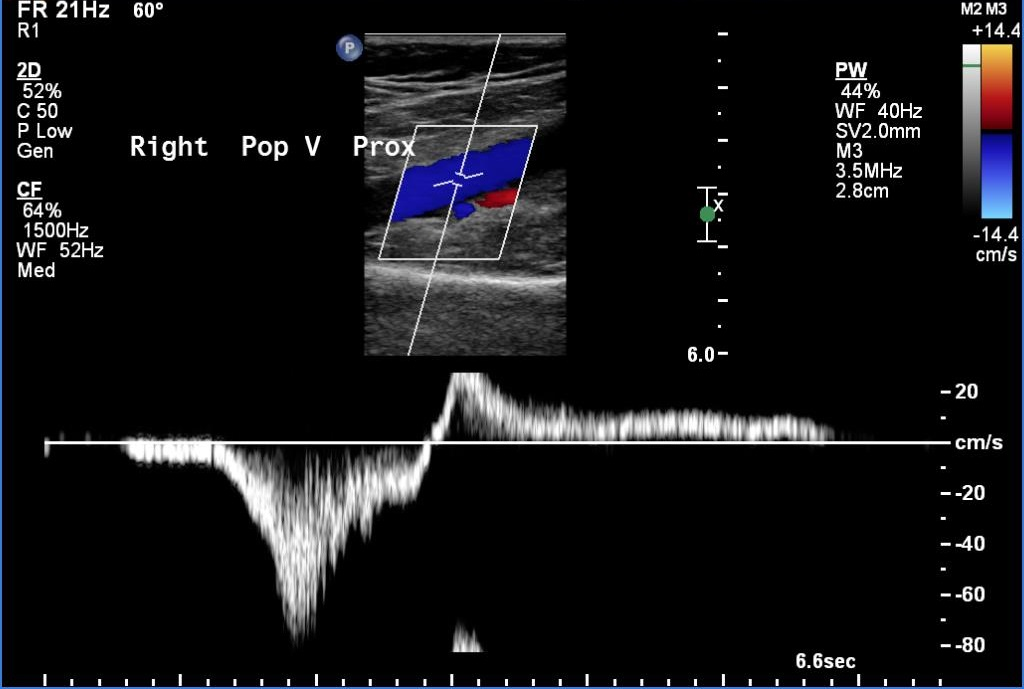 FR 21Hz 60°
R1
M2 M3
+14.4
P
2D
52%
C 50
P Low
Gen
PW
44%
WF 40Hz
SV2.0mm
M3
3.5MHz
2.8cm
Right Pop V Prox
CF
64%
1500Hz
WF 52Hz
Med
x
-14.4
cm/s
6.0
20
cm/s
-20
-40
-60
-80
6.6sec